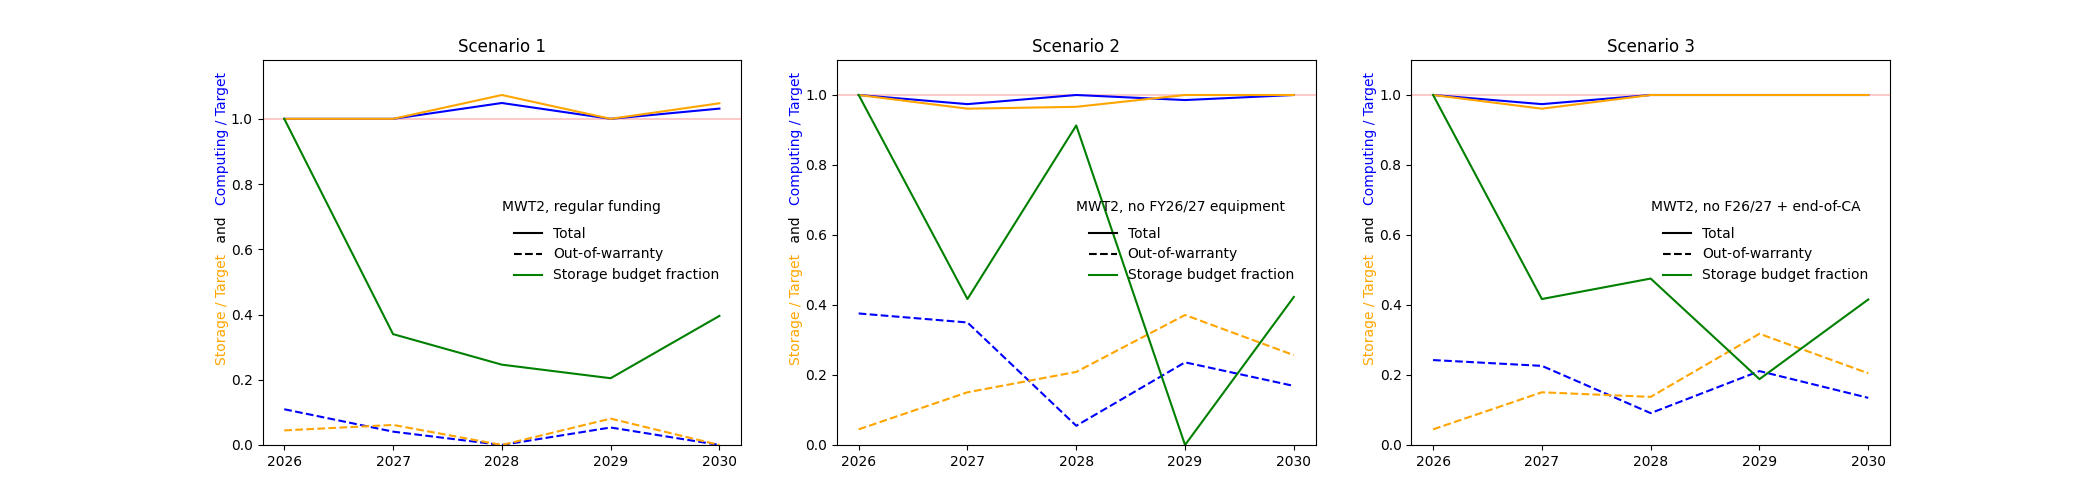 Scenario 1
Storage / Target and Computing / Target
1.0
0.8
0.6
0.4
0.2
0.0
MWT2, regular funding
Total
Out-of-warranty
Storage budget fraction
2026 2027 2028 2029 2030
Scenario 2
Storage / Target and Computing / Target
1.0
0.8
0.6
0.4
0.2
0.0
MWT2, no FY26/27 equipment
Total
Out-of-warranty
Storage budget fraction
2026 2027 2028 2029 2030
Scenario 3
Storage / Target and Computing / Target
1.0
0.8
0.6
0.4
0.2
0.0
MWT2, no F26/27 + end-of-CA
Total
Out-of-warranty
Storage budget fraction
2026 2027 2028 2029 2030